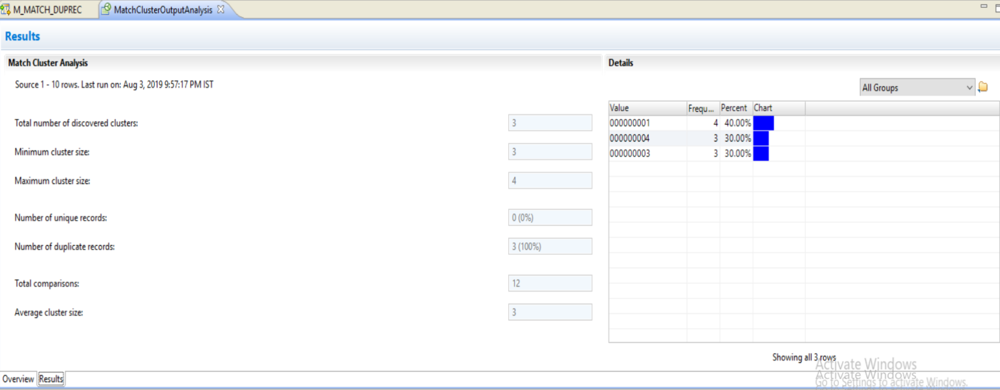 M_MATCH_DUPREC
MatchClusterOutputAnalysis
Results
Match Cluster Analysis
Source 1 - 10 rows. Last run on: Aug 3, 2019 9:57:17 PM IST
Total number of discovered clusters: 3
Minimum cluster size: 3
Maximum cluster size: 4
Number of unique records: 0 (0%)
Number of duplicate records: 3 (100%)
Total comparisons: 12
Average cluster size: 3
Details
All Groups
Value Frequ... Percent Chart
000000001 4 40.00%
000000004 3 30.00%
000000003 3 30.00%
Showing all 3 rows
Activate Windows
Activate Windows
Go to Settings to activate Windows.
Overview Results